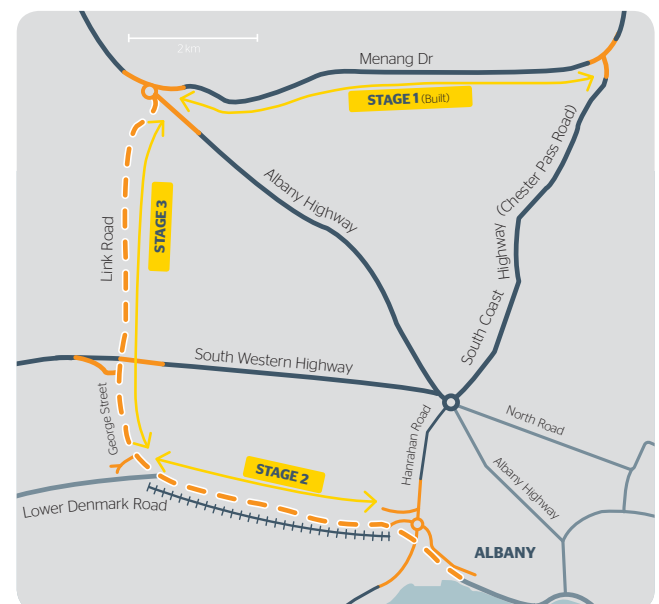 2 km
Menang Dr
STAGE 1 (Built)
Albany Highway
South Coast Highway (Chester Pass Road)
Link Road
STAGE 3
South Western Highway
George Street
Hanrahan Road
North Road
Albany Highway
STAGE 2
Lower Denmark Road
ALBANY